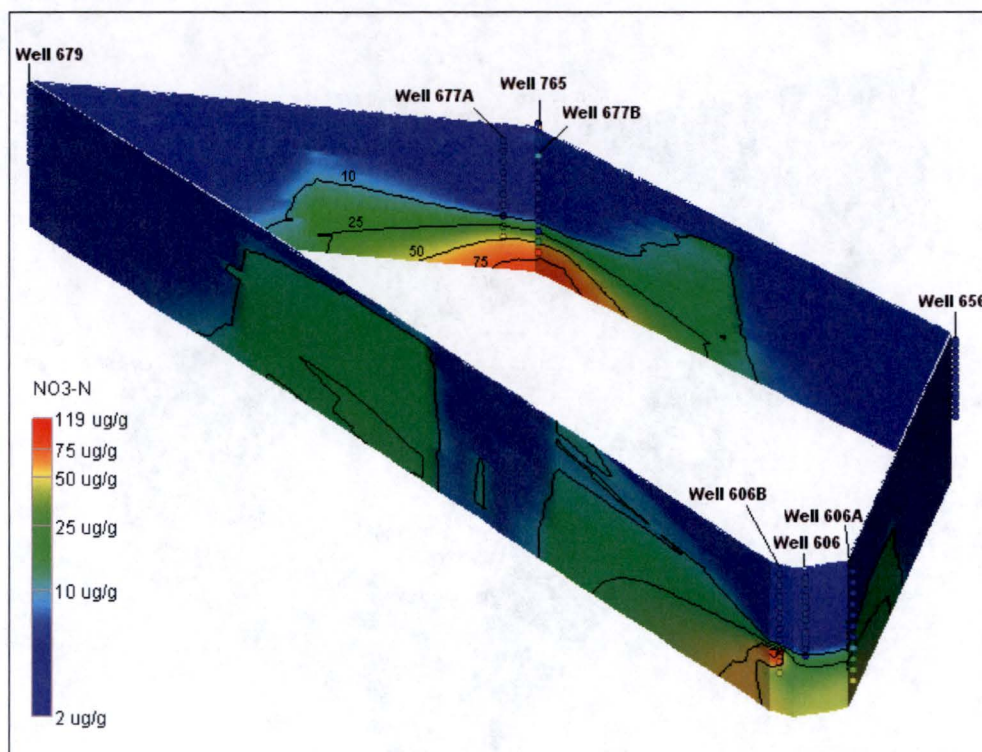 Well 679
Well 765
Well 677A
Well 677B
10
25
50
75
Well 656
NO3-N
119 ug/g
75 ug/g
50 ug/g
25 ug/g
10 ug/g
2 ug/g
Well 606B
Well 606A
Well 606